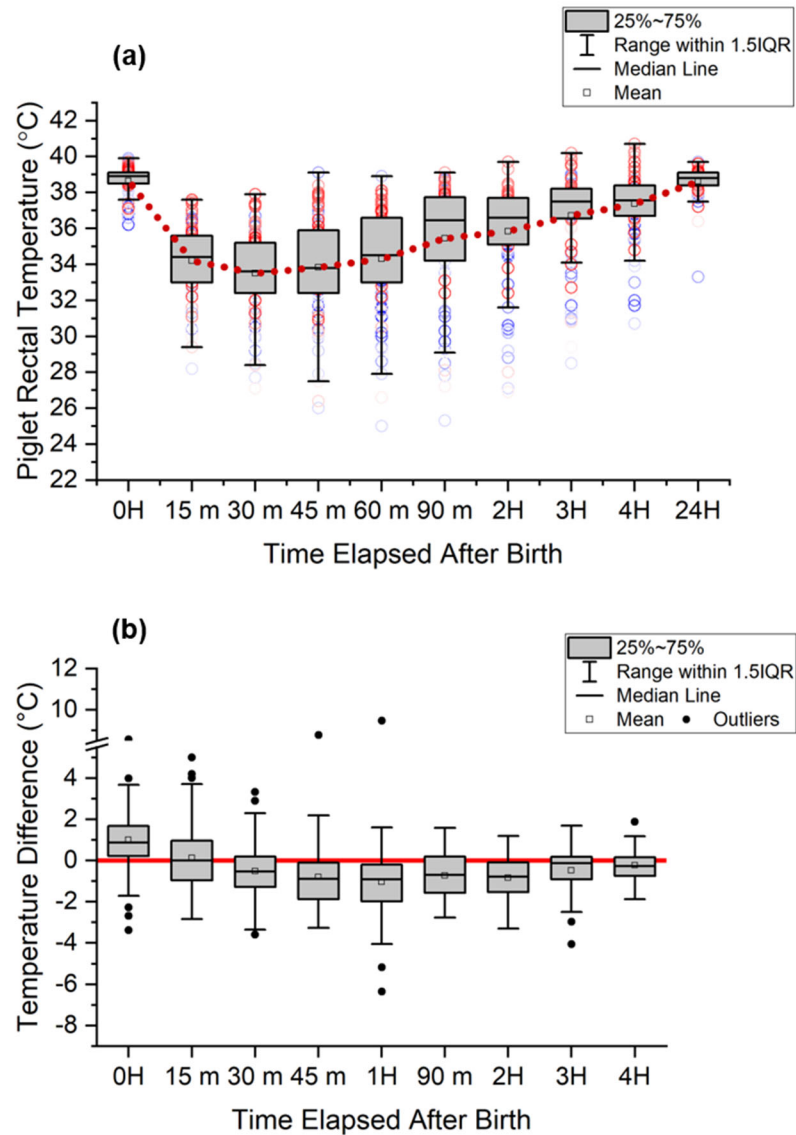 25%~75%
Range within 1.5IQR
Median Line
Mean
(a)
Piglet Rectal Temperature (°C)
42
40
38
36
34
32
30
28
26
24
22
0H 15 m 30 m 45 m 60 m 90 m 2H 3H 4H 24H
Time Elapsed After Birth
(b)
25%~75%
Range within 1.5IQR
Median Line
Mean Outliers
Temperature Difference (°C)
12
10
4
2
0
-2
-4
-6
-8
0H 15 m 30 m 45 m 1H 90 m 2H 3H 4H
Time Elapsed After Birth